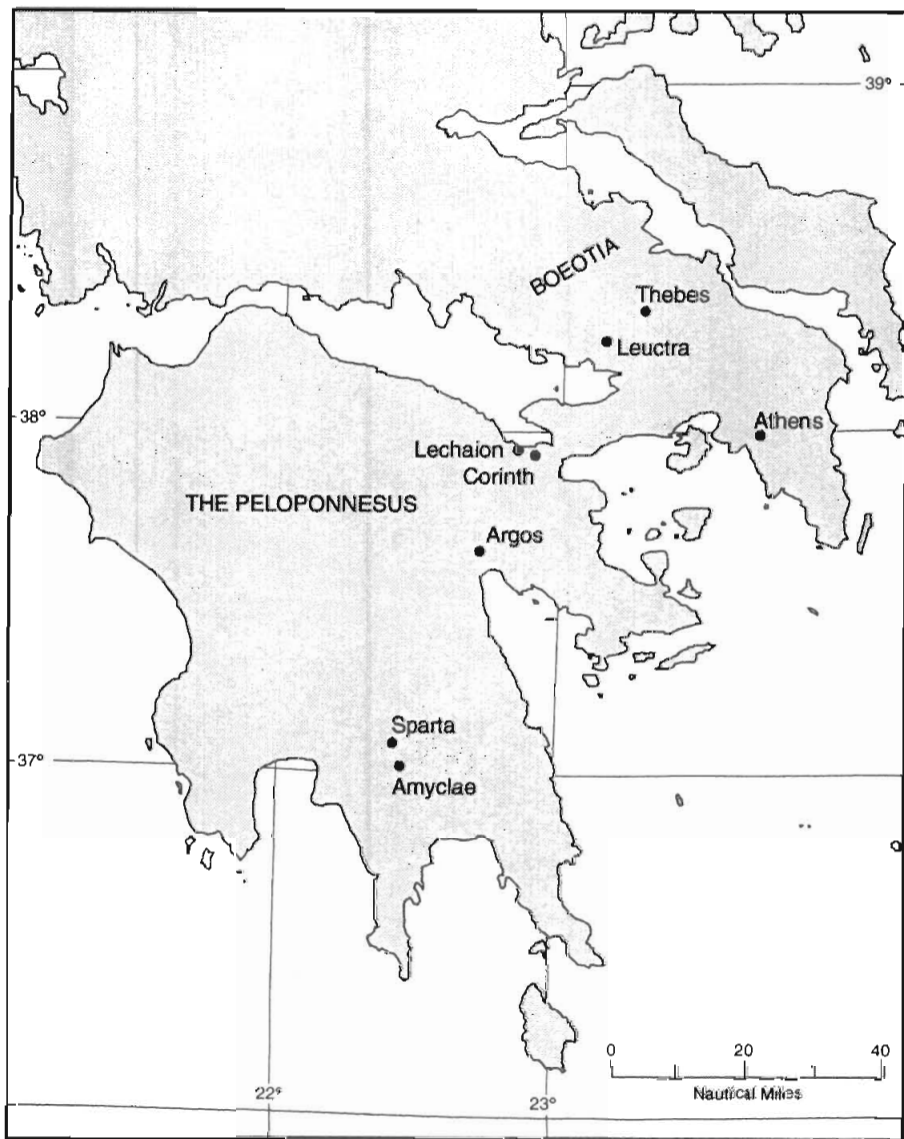 39°
BOEOTIA
Thebes
Leuctra
38°
Athens
Lechaion
Corinth
THE PELOPONNESUS
Argos
Sparta
37°
Amyclae
0 20 40
Nautical Miles
22°
23°